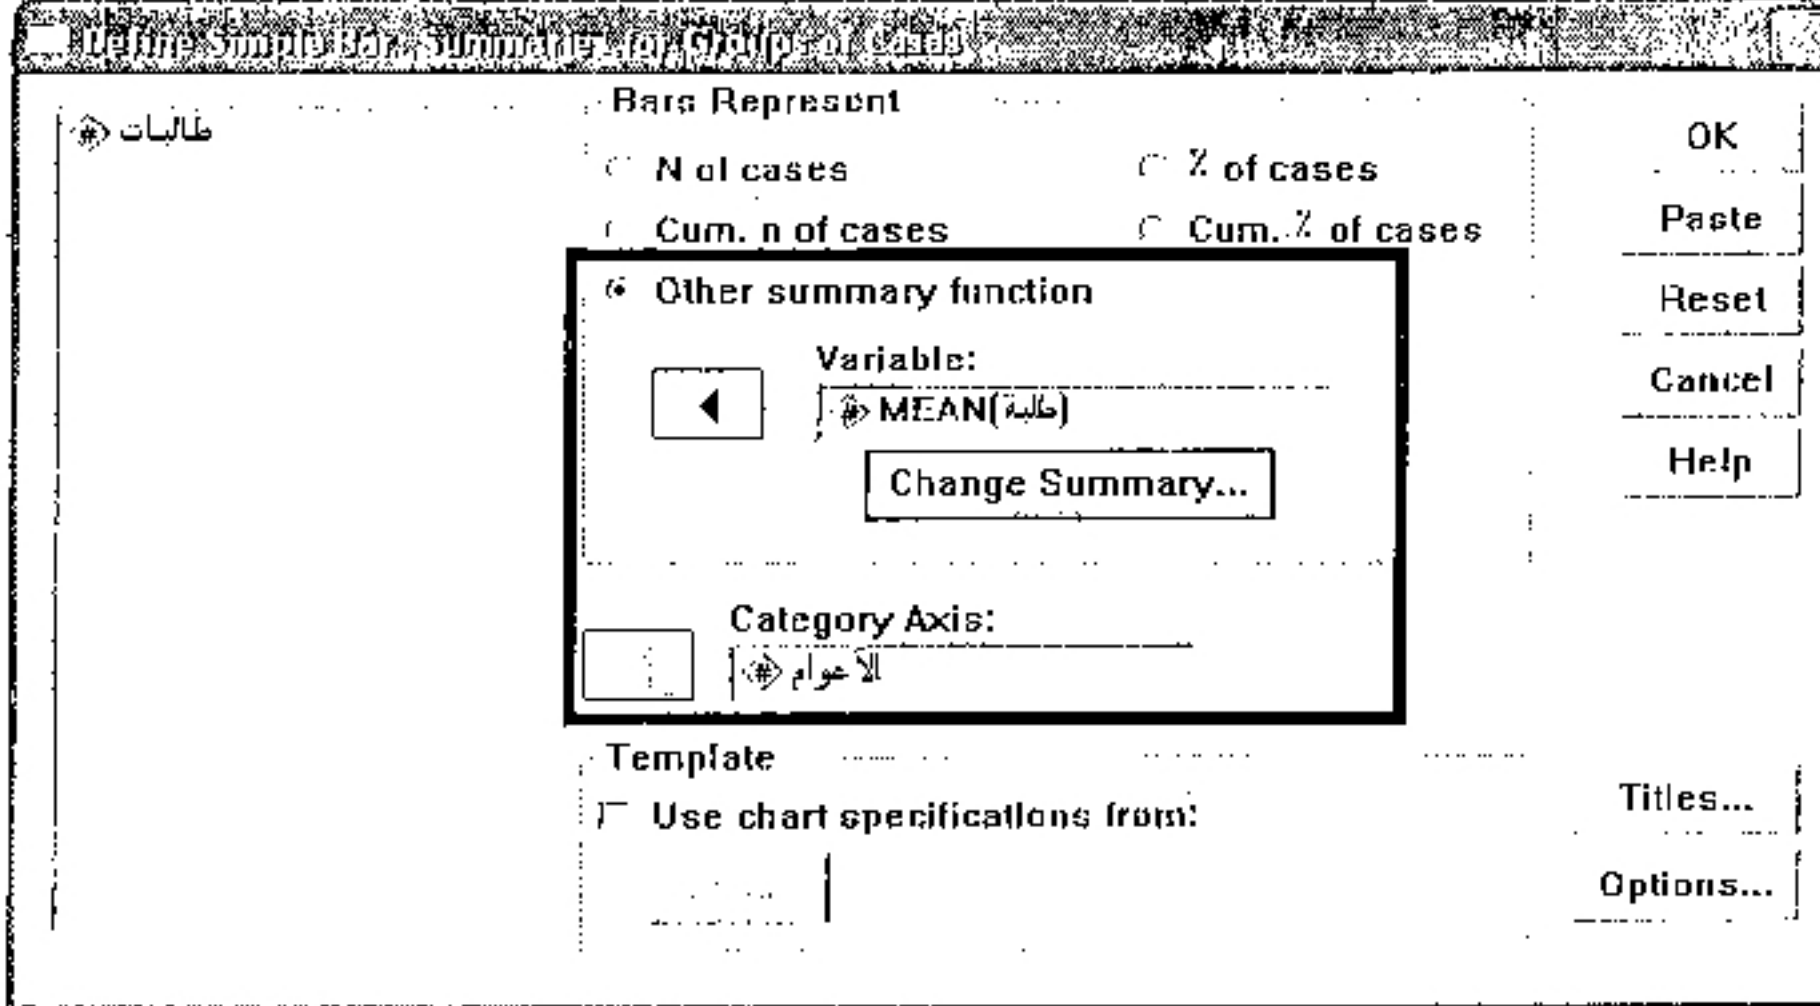 Define Simple Bar: Summaries for Groups of Cases
طالبات
Bars Represent
N of cases
% of cases
Cum. n of cases
Cum. % of cases
Other summary function
Variable:
MEAN(طلبة)
Change Summary...
Category Axis:
الاعوام
Template
Use chart specifications from:
OK
Paste
Reset
Cancel
Help
Titles...
Options...